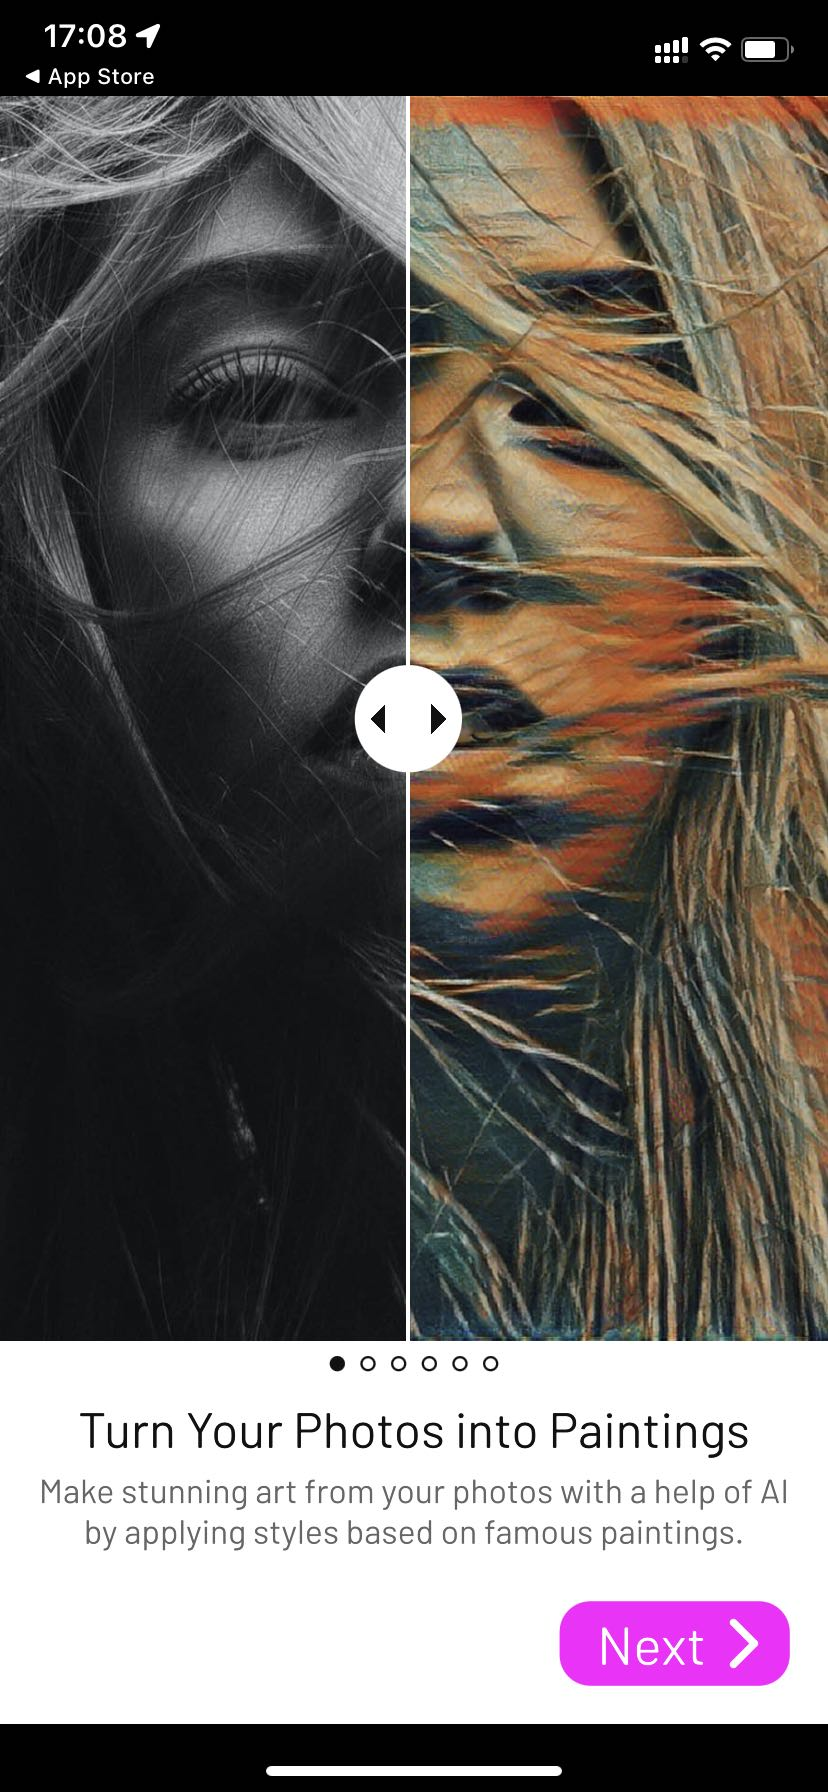 17:08
◀ App Store
Turn Your Photos into Paintings
Make stunning art from your photos with a help of AI
by applying styles based on famous paintings.
Next